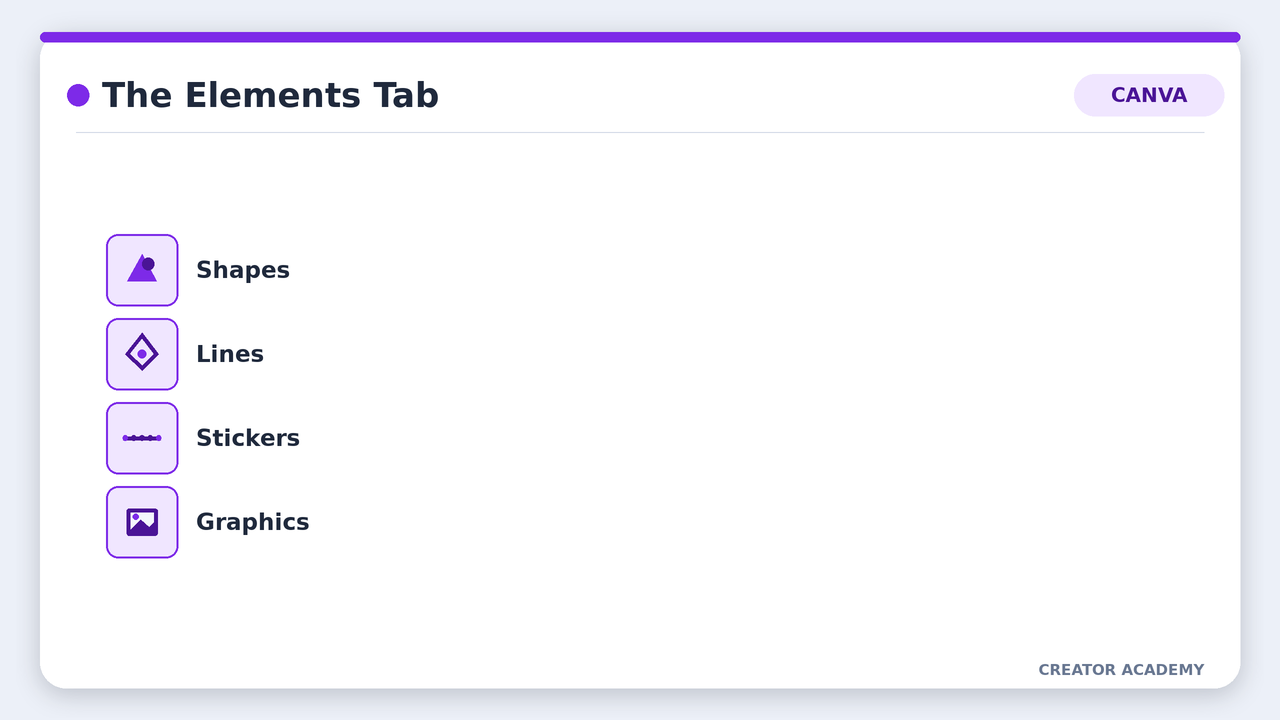 The Elements Tab
CANVA
Shapes
Lines
Stickers
Graphics
CREATOR ACADEMY